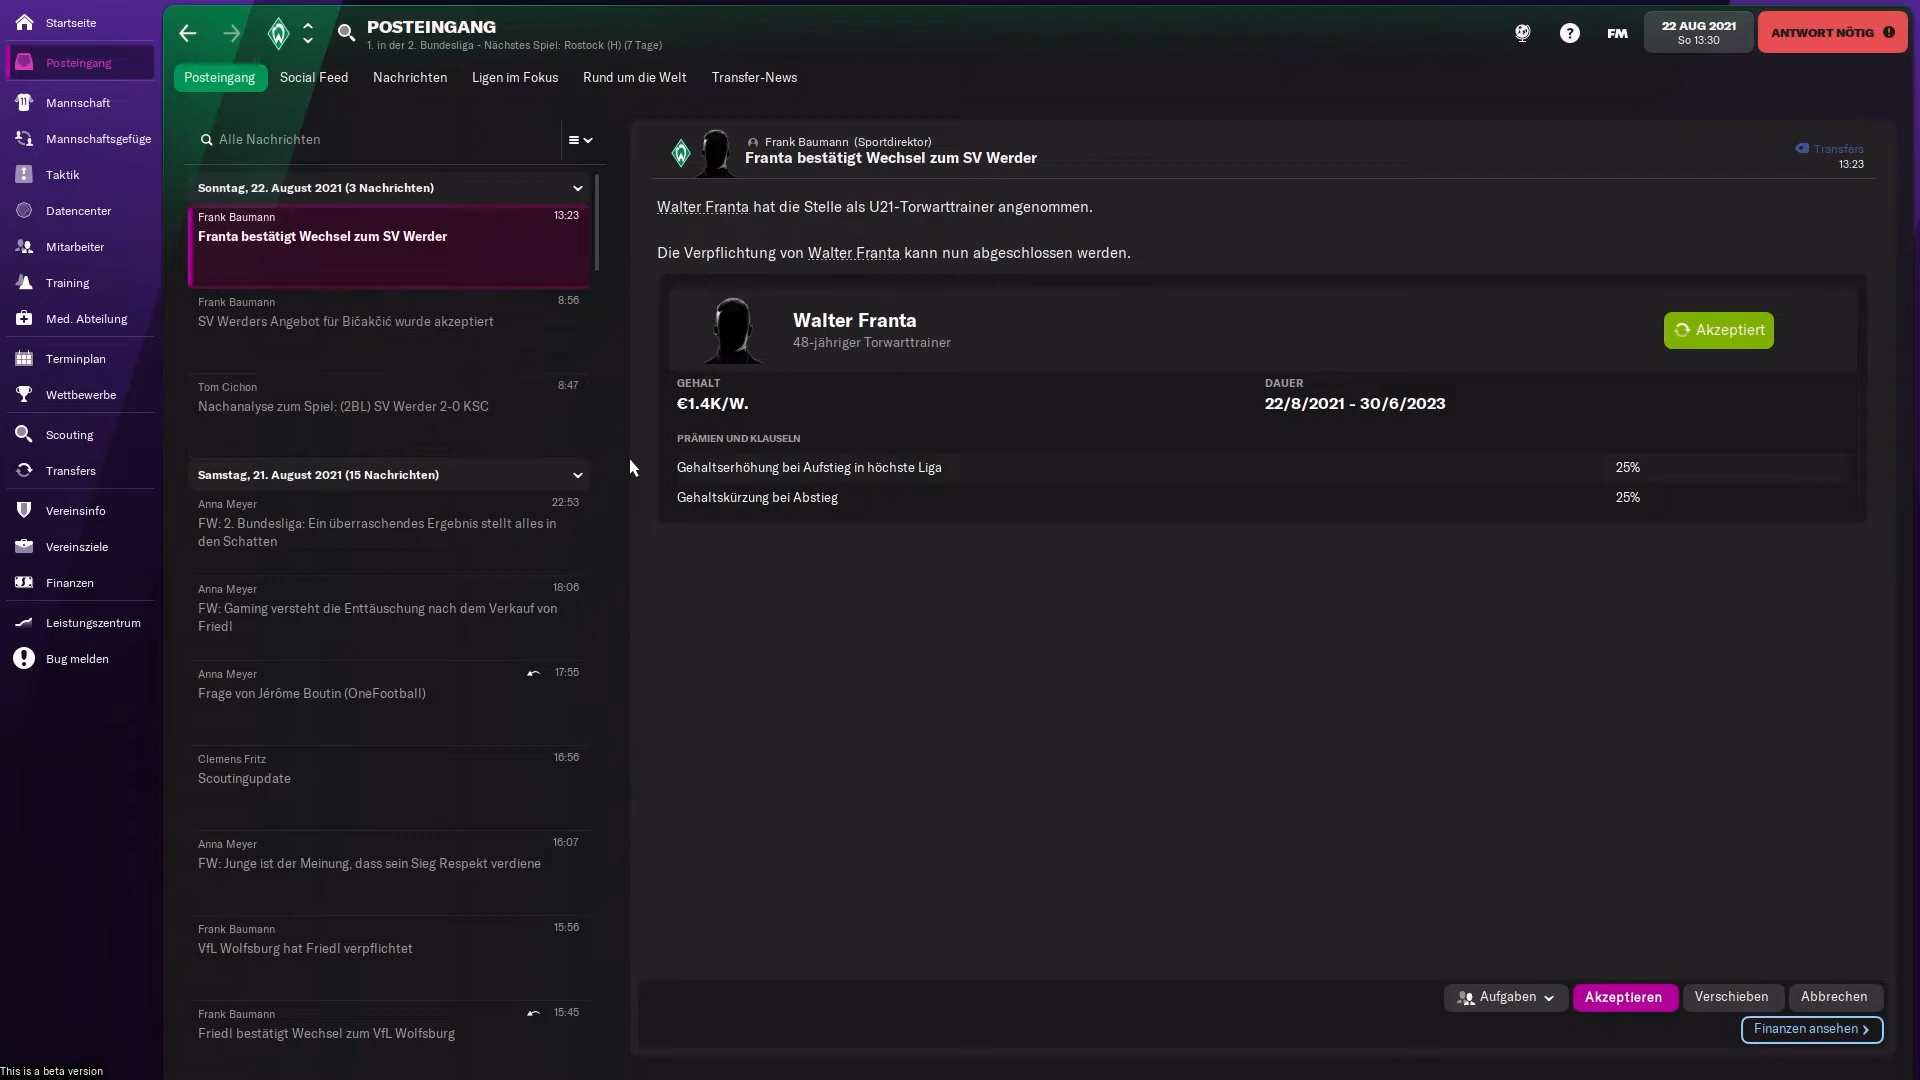 Startseite
Posteingang
Mannschaft
Mannschaftsgefüge
Taktik
Datencenter
Mitarbeiter
Training
Med. Abteilung
Terminplan
Wettbewerbe
Scouting
Transfers
Vereinsinfo
Vereinsziele
Finanzen
Leistungszentrum
Bug melden
This is a beta version
POSTEINGANG
1. in der 2. Bundesliga - Nächstes Spiel: Rostock (H) (7 Tage)
FM
22 AUG 2021
So 13:30
ANTWORT NÖTIG
Posteingang
Social Feed
Nachrichten
Ligen im Fokus
Rund um die Welt
Transfer-News
Alle Nachrichten
Sonntag, 22. August 2021 (3 Nachrichten)
Frank Baumann 13:23
Franta bestätigt Wechsel zum SV Werder
Frank Baumann 8:56
SV Werders Angebot für Bičakčić wurde akzeptiert
Tom Cichon 8:47
Nachanalyse zum Spiel: (2BL) SV Werder 2-0 KSC
Samstag, 21. August 2021 (15 Nachrichten)
Anna Meyer 22:53
FW: 2. Bundesliga: Ein überraschendes Ergebnis stellt alles in
den Schatten
Anna Meyer 18:06
FW: Gaming versteht die Enttäuschung nach dem Verkauf von
Friedl
Anna Meyer 17:55
Frage von Jérôme Boutin (OneFootball)
Clemens Fritz 16:56
Scoutingupdate
Anna Meyer 16:07
FW: Junge ist der Meinung, dass sein Sieg Respekt verdiene
Frank Baumann 15:56
VfL Wolfsburg hat Friedl verpflichtet
Frank Baumann 15:45
Friedl bestätigt Wechsel zum VfL Wolfsburg
Frank Baumann (Sportdirektor)
Franta bestätigt Wechsel zum SV Werder
Transfers
13:23
Walter Franta hat die Stelle als U21-Torwarttrainer angenommen.
Die Verpflichtung von Walter Franta kann nun abgeschlossen werden.
Walter Franta
48-jähriger Torwarttrainer
Akzeptiert
GEHALT
€1.4K/W.
DAUER
22/8/2021 - 30/6/2023
PRÄMIEN UND KLAUSELN
Gehaltserhöhung bei Aufstieg in höchste Liga 25%
Gehaltskürzung bei Abstieg 25%
Aufgaben
Akzeptieren
Verschieben
Abbrechen
Finanzen ansehen